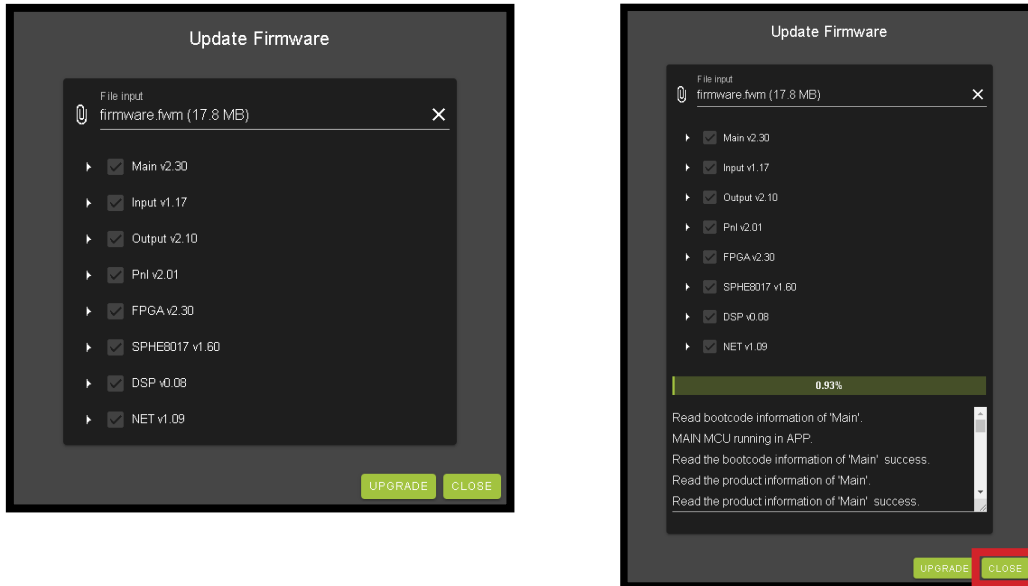 Update Firmware
File input
firmware.fwm (17.8 MB)
Main v2.30
Input v1.17
Output v2.10
Pnl v2.01
FPGA v2.30
SPHE8017 v1.60
DSP v0.08
NET v1.09
UPGRADE
CLOSE
Update Firmware
File input
firmware.fwm (17.8 MB)
Main v2.30
Input v1.17
Output v2.10
Pnl v2.01
FPGA v2.30
SPHE8017 v1.60
DSP v0.08
NET v1.09
0.93%
Read bootcode information of 'Main'.
MAIN MCU running in APP.
Read the bootcode information of 'Main' success.
Read the product information of 'Main'.
Read the product information of 'Main' success.
UPGRADE
CLOSE